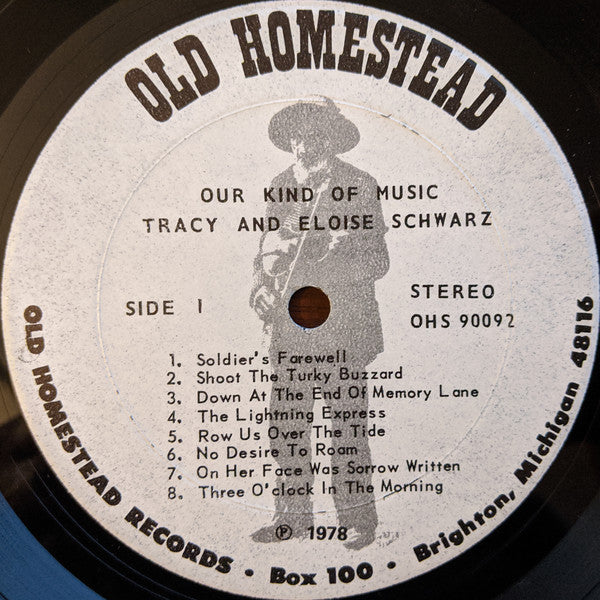 OLD HOMESTEAD
OUR KIND OF MUSIC
TRACY AND ELOISE SCHWARZ
SIDE 1
STEREO
OHS 90092
1. Soldier's Farewell
2. Shoot The Turky Buzzard
3. Down At The End Of Memory Lane
4. The Lightning Express
5. Row Us Over The Tide
6. No Desire To Roam
7. On Her Face Was Sorrow Written
8. Three O'clock In The Morning
℗ 1978
OLD HOMESTEAD RECORDS • Box 100 • Brighton, Michigan 48116